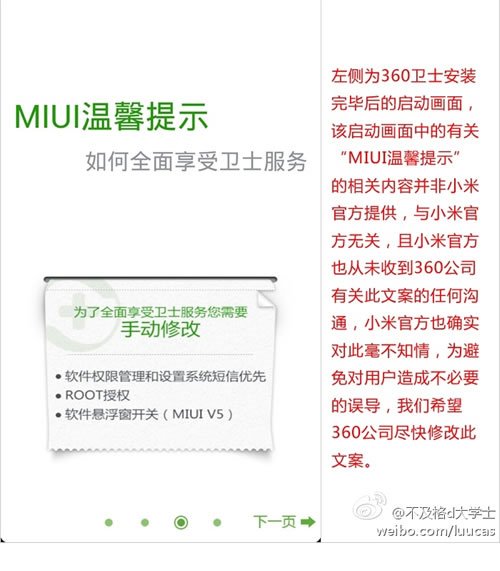 MIUI温馨提示
如何全面享受卫士服务
为了全面享受卫士服务您需要
手动修改
●软件权限管理和设置系统短信优先
●ROOT授权
●软件悬浮窗开关（MIUI V5）
下一页
左侧为360卫士安装
完毕后的启动画面，
该启动画面中的有关
“MIUI温馨提示”
的相关内容并非小米
官方提供，与小米官
方无关，且小米官方
也从未收到360公司
有关此文案的任何沟
通，小米官方也确实
对此毫不知情，为避
免对用户造成不必要
的误导，我们希望
360公司尽快修改此
文案。
@不及格d大学士
weibo.com/luucas